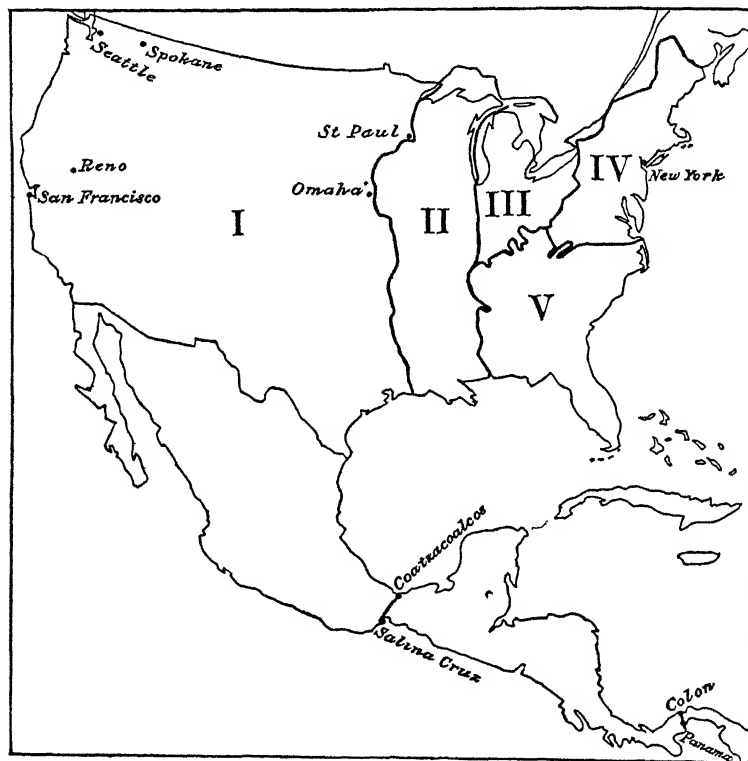 Seattle
Spokane
St Paul
Reno
San Francisco
Omaha
New York
I
II
III
IV
V
Coatzacoalcos
Salina Cruz
Colon
Panama